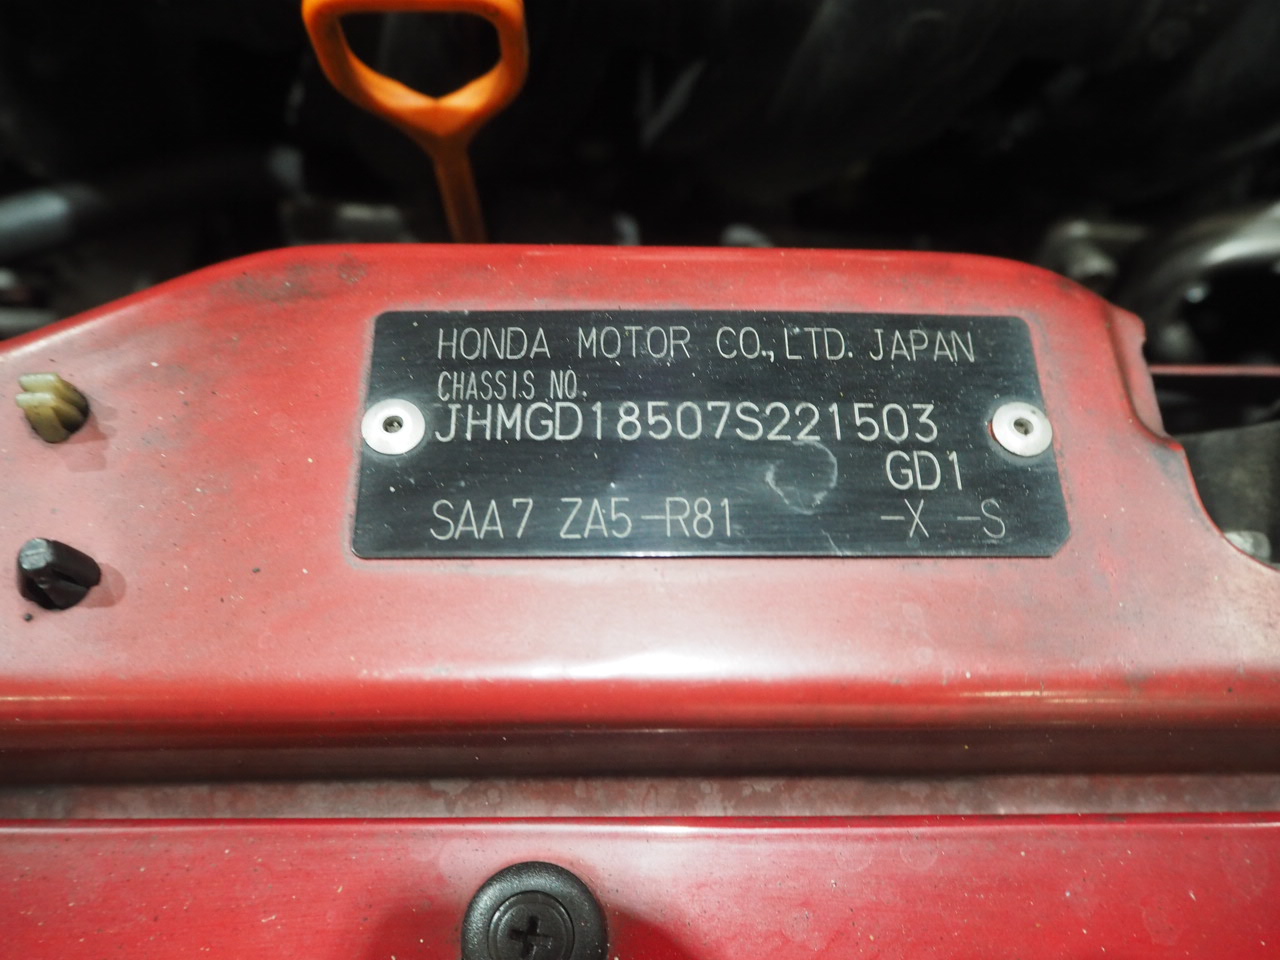 HONDA MOTOR CO.,LTD. JAPAN
CHASSIS NO.
JHMGD18507S221503
GD1
SAA7 ZA5-R81 -X -S